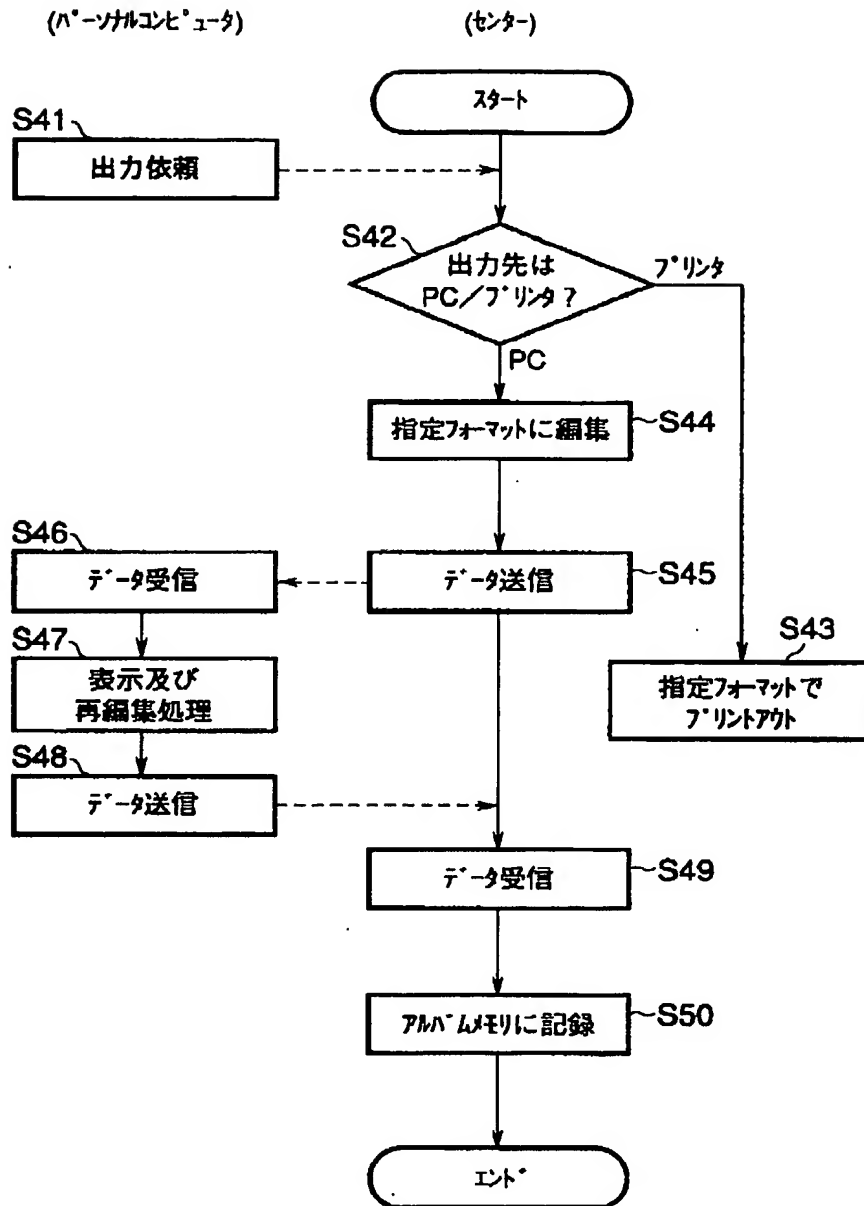 (パーソナルコンピュータ)
(センター)
スタート
S41
出力依頼
S42
出力先は
PC/プリンタ?
プリンタ
PC
指定フォーマットに編集
S44
S46
データ受信
データ送信
S45
S47
表示及び
再編集処理
S43
指定フォーマットで
プリントアウト
S48
データ送信
データ受信
S49
アルバムメモリに記録
S50
エンド